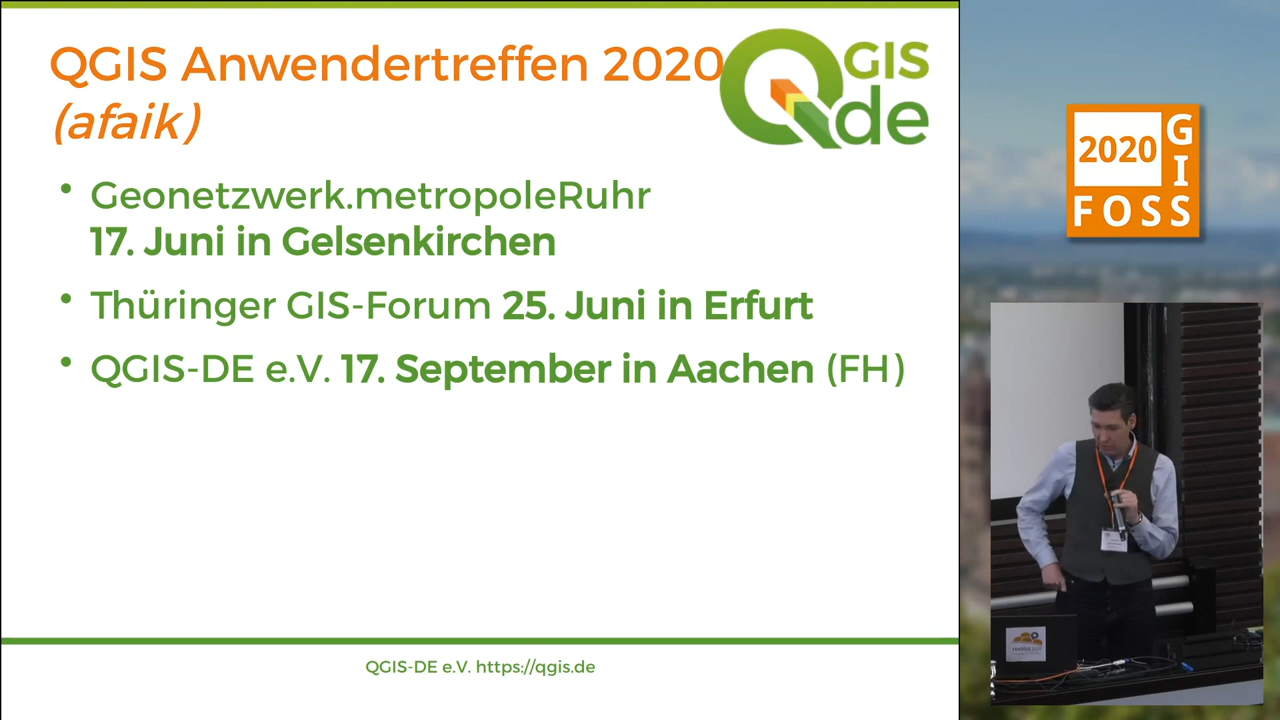 QGIS Anwendertreffen 2020
(afaik)
QGIS
de
• Geonetzwerk.metropoleRuhr
17. Juni in Gelsenkirchen
• Thüringer GIS-Forum 25. Juni in Erfurt
• QGIS-DE e.V. 17. September in Aachen (FH)
QGIS-DE e.V. https://qgis.de
2020
GIS
FOSS